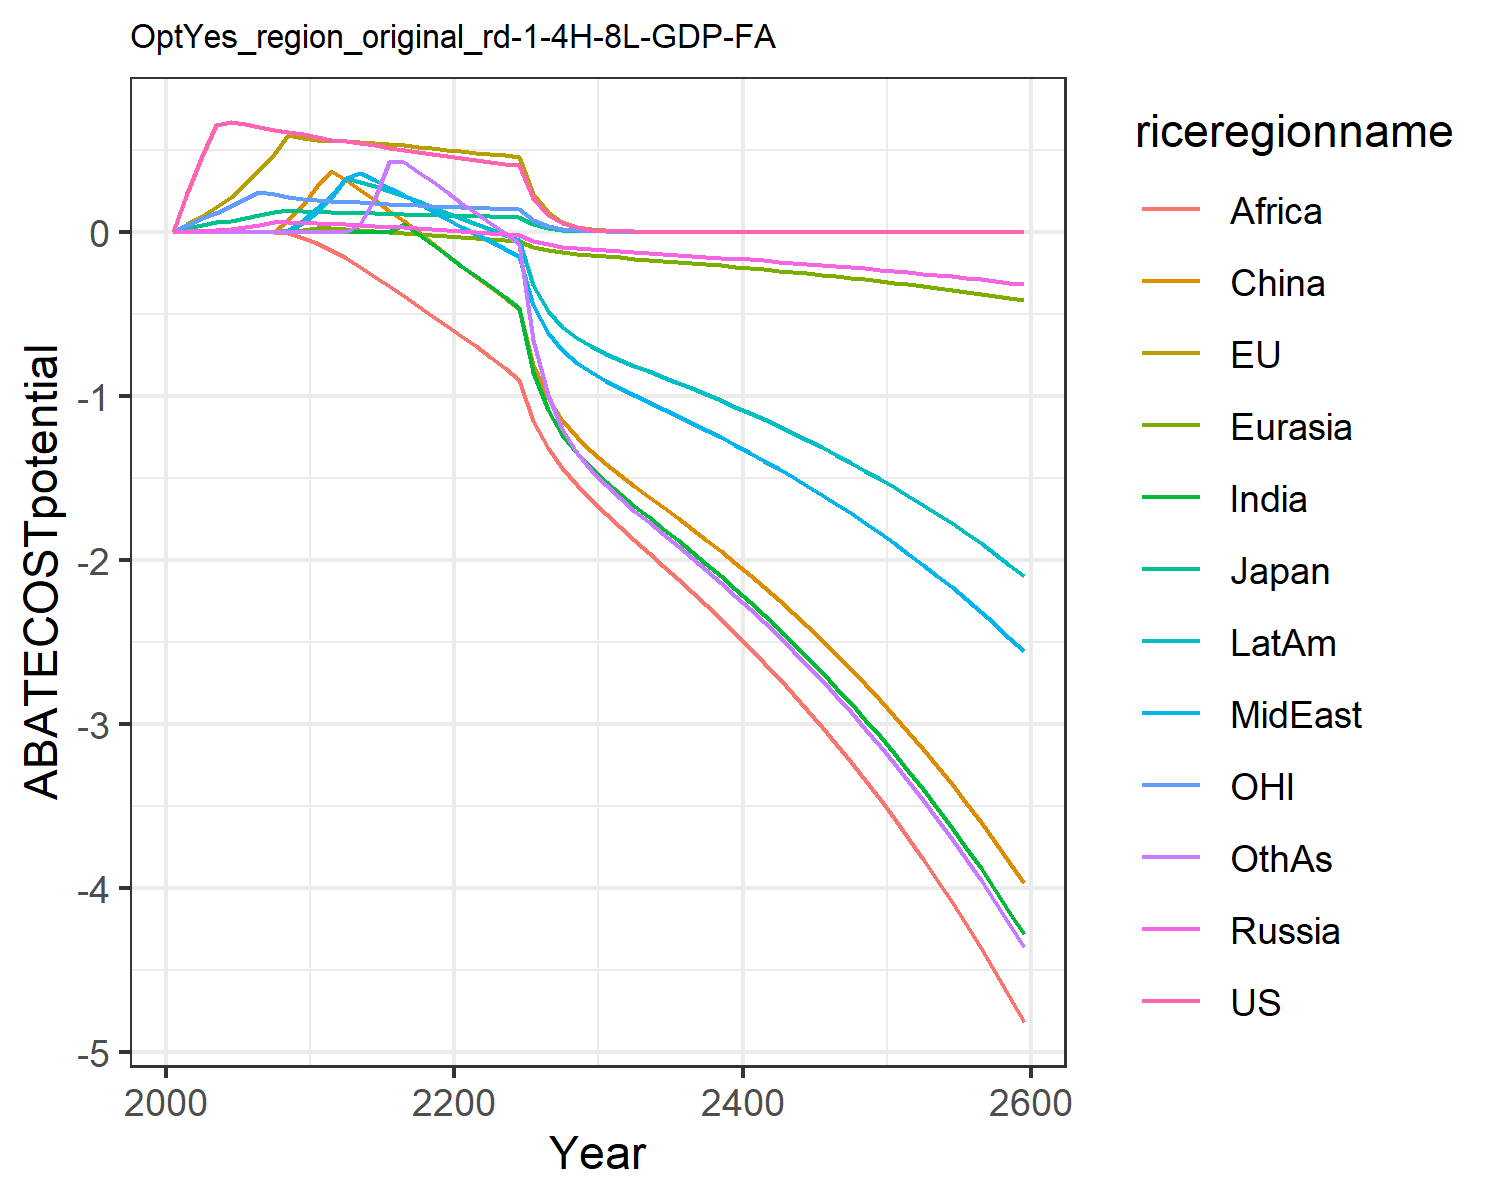 OptYes_region_original_rd-1-4H-8L-GDP-FA
ABATECOSTpotential
0
-1
-2
-3
-4
-5
2000
2200
2400
2600
Year
riceregionname
Africa
China
EU
Eurasia
India
Japan
LatAm
MidEast
OHI
OthAs
Russia
US